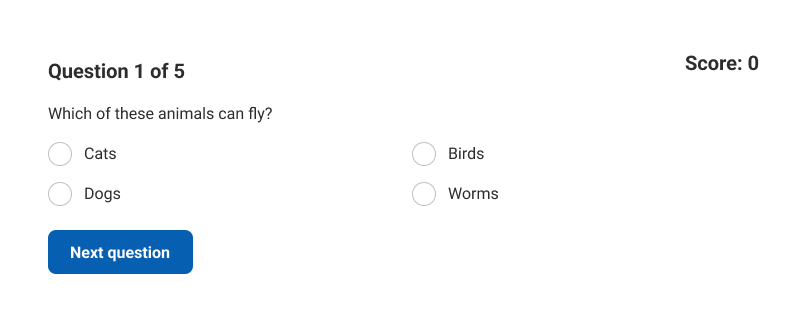 Question 1 of 5
Score: 0
Which of these animals can fly?
Cats
Birds
Dogs
Worms
Next question